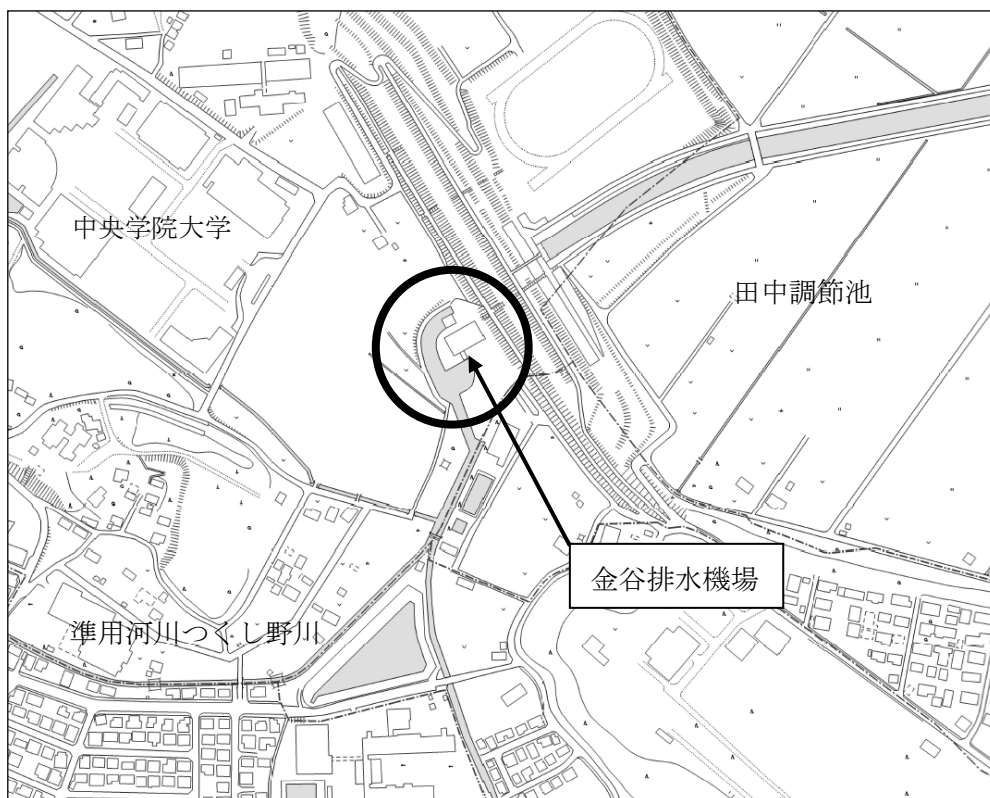 中央学院大学
田中調節池
金谷排水機場
準用河川つくし野川